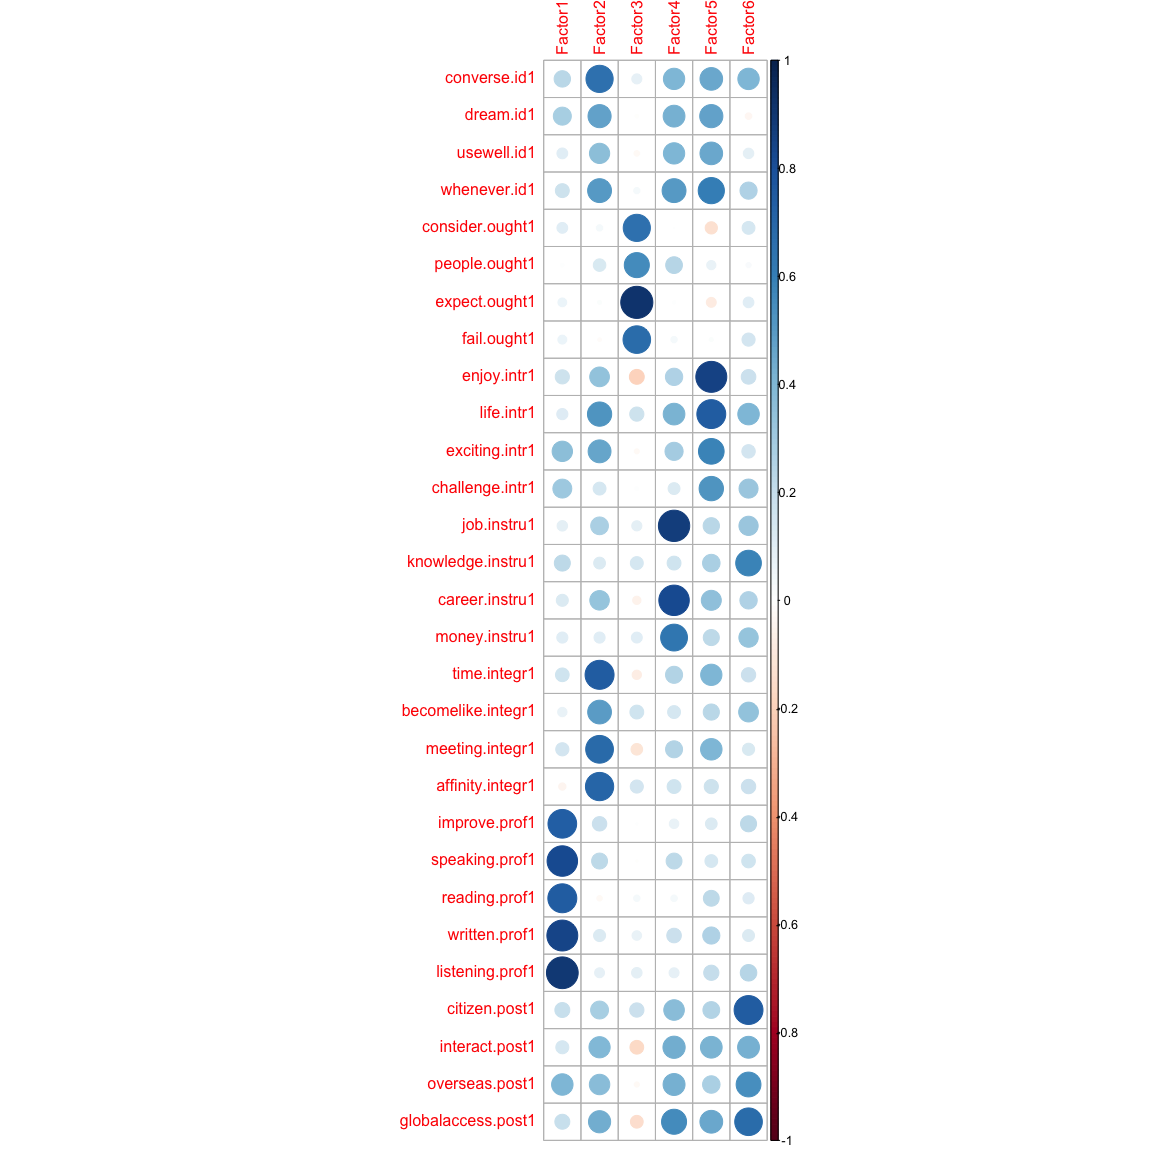 Factor1 Factor2 Factor3 Factor4 Factor5 Factor6
converse.id1
dream.id1
usewell.id1
whenever.id1
consider.ought1
people.ought1
expect.ought1
fail.ought1
enjoy.intr1
life.intr1
exciting.intr1
challenge.intr1
job.instru1
knowledge.instru1
career.instru1
money.instru1
time.integr1
becomelike.integr1
meeting.integr1
affinity.integr1
improve.prof1
speaking.prof1
reading.prof1
written.prof1
listening.prof1
citizen.post1
interact.post1
overseas.post1
globalaccess.post1
1
0.8
0.6
0.4
0.2
0
-0.2
-0.4
-0.6
-0.8
-1